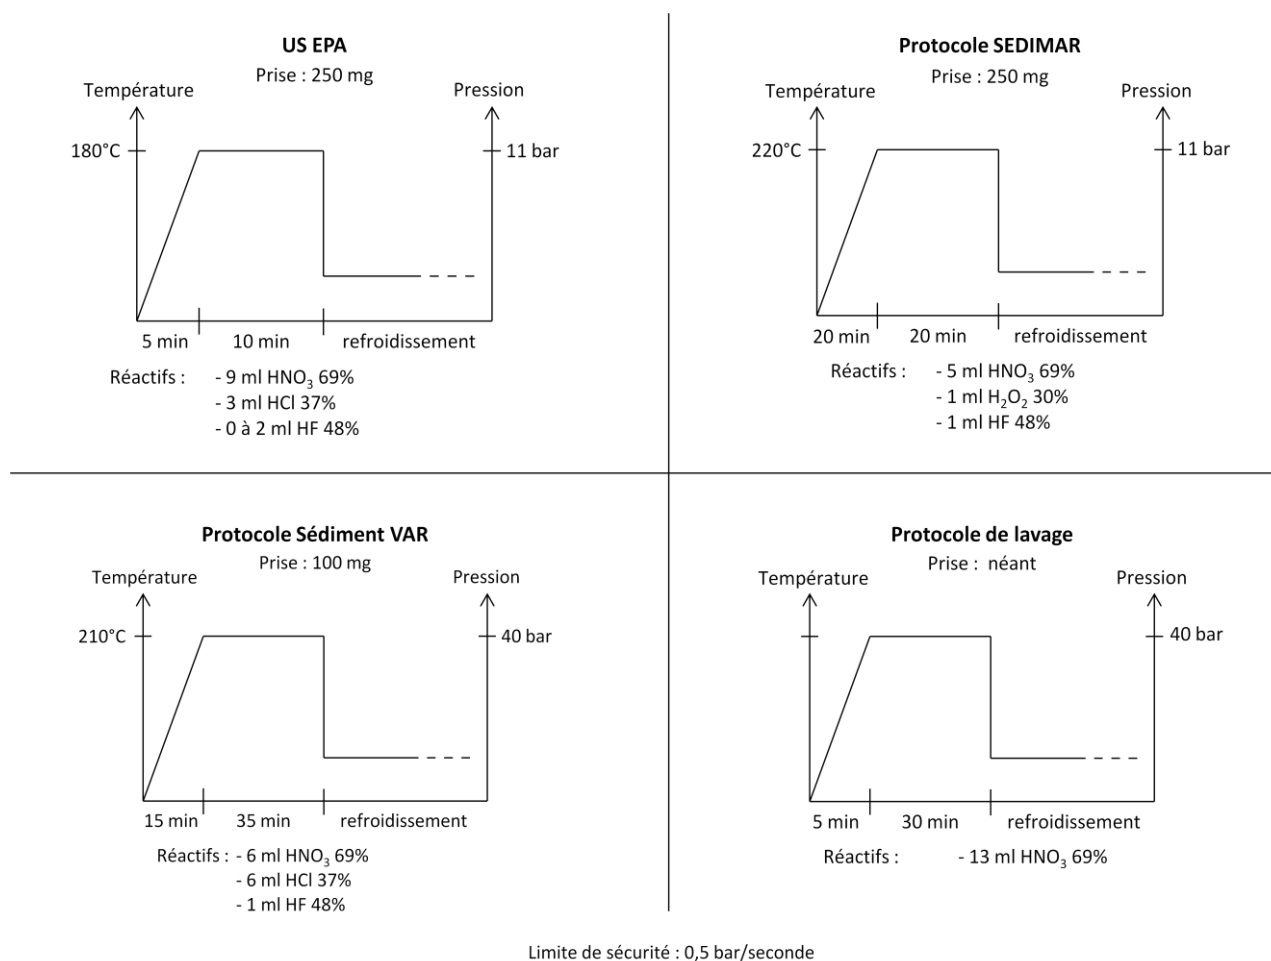 US EPA
Prise : 250 mg
Température
Pression
180°C
11 bar
5 min
10 min
refroidissement
Réactifs :
- 9 ml HNO₃ 69%
- 3 ml HCl 37%
- 0 à 2 ml HF 48%
Protocole SEDIMAR
Prise : 250 mg
Température
Pression
220°C
11 bar
20 min
20 min
refroidissement
Réactifs :
- 5 ml HNO₃ 69%
- 1 ml H₂O₂ 30%
- 1 ml HF 48%
Protocole Sédiment VAR
Prise : 100 mg
Température
Pression
210°C
40 bar
15 min
35 min
refroidissement
Réactifs : - 6 ml HNO₃ 69%
- 6 ml HCl 37%
- 1 ml HF 48%
Protocole de lavage
Prise : néant
Température
Pression
40 bar
5 min
30 min
refroidissement
Réactifs :
- 13 ml HNO₃ 69%
Limite de sécurité : 0,5 bar/seconde